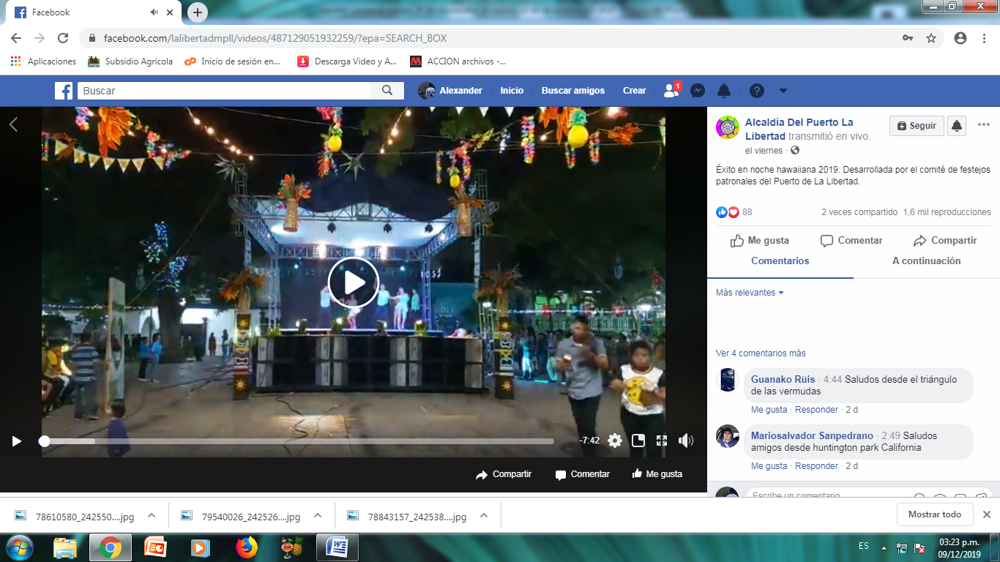 Facebook
facebook.com/lalibertadmpll/videos/487129051932259/?epa=SEARCH_BOX
Aplicaciones
Subsidio Agrícola
Inicio de sesión en...
Descarga Video y A...
ACCION archivos -...
Buscar
Alexander
Inicio
Buscar amigos
Crear
1
Alcaldía Del Puerto La
Libertad transmitió en vivo.
el viernes ·
Seguir
Éxito en noche hawaiiana 2019. Desarrollada por el comité de festejos
patronales del Puerto de La Libertad.
88
2 veces compartido 1,6 mil reproducciones
Me gusta
Comentar
Compartir
Comentarios
A continuación
Más relevantes
Ver 4 comentarios más
Guanako Rüis · 4:44 Saludos desde el triángulo
de las vermudas
Me gusta · Responder · 2 d
Mariosalvador Sanpedrano · 2:49 Saludos
amigos desde huntington park California
Me gusta · Responder · 2 d
Escribe un comentario
-7:42
Compartir
Comentar
Me gusta
78610580_242550....jpg
79540026_242526....jpg
78843157_242538....jpg
Mostrar todo
ES
03:23 p.m.
09/12/2019